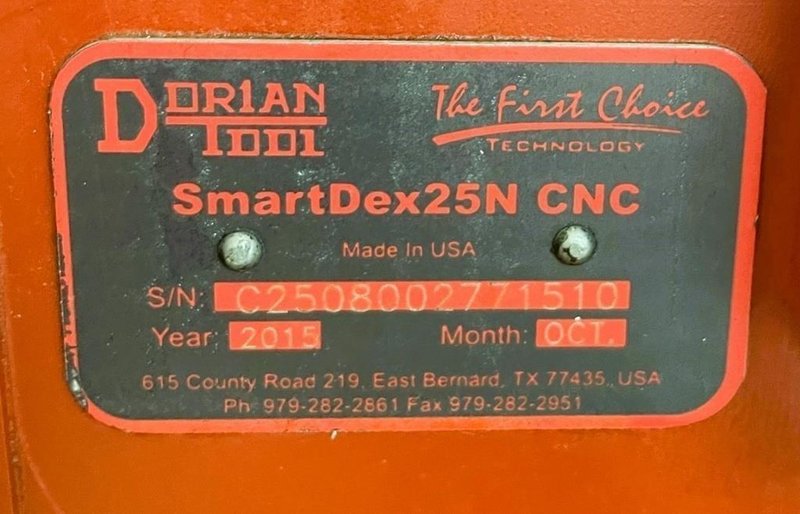 DORIAN TOOL
The First Choice
TECHNOLOGY
SmartDex25N CNC
Made In USA
S/N: C2508002771510
Year: 2015 Month: OCT.
615 County Road 219, East Bernard, TX 77435, USA
Ph 979-282-2861 Fax 979-282-2951